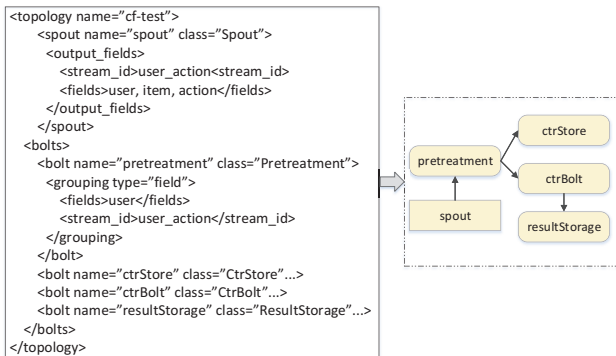 <topology name=”cf-test”>
<spout name=”spout” class=”Spout”>
<output_fields>
<stream_id>user_action<stream_id>
<fields>user, item, action</fields>
</output_fields>
</spout>
<bolts>
<bolt name=”pretreatment” class=”Pretreatment”>
<grouping type=”field”>
<fields>user</fields>
<stream_id>user_action</stream_id>
</grouping>
</bolt>
<bolt name=”ctrStore” class=”CtrStore”...>
<bolt name=”ctrBolt” class=”CtrBolt”...>
<bolt name=”resultStorage” class=”ResultStorage”...>
</bolts>
</topology>
ctrStore
pretreatment
ctrBolt
spout
resultStorage